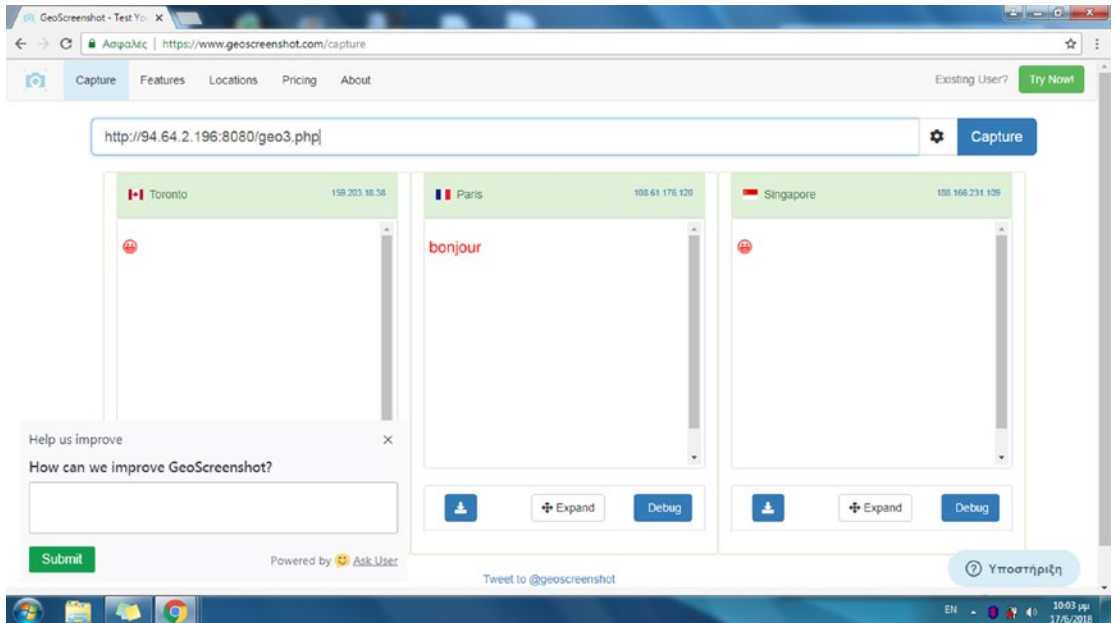 GeoScreenshot - Test Yo
Ασφαλές | https://www.geoscreenshot.com/capture
Capture Features Locations Pricing About Existing User? Try Now!
http://94.64.2.196:8080/geo3.php Capture
Toronto 159.203.18.38 Paris 108.61.176.120 Singapore 188.166.231.109
bonjour
Help us improve
How can we improve GeoScreenshot?
Expand Debug Expand Debug
Submit Powered by Ask User
Υποστήριξη
Tweet to @geoscreenshot
EN 10:03 μμ
17/6/2018